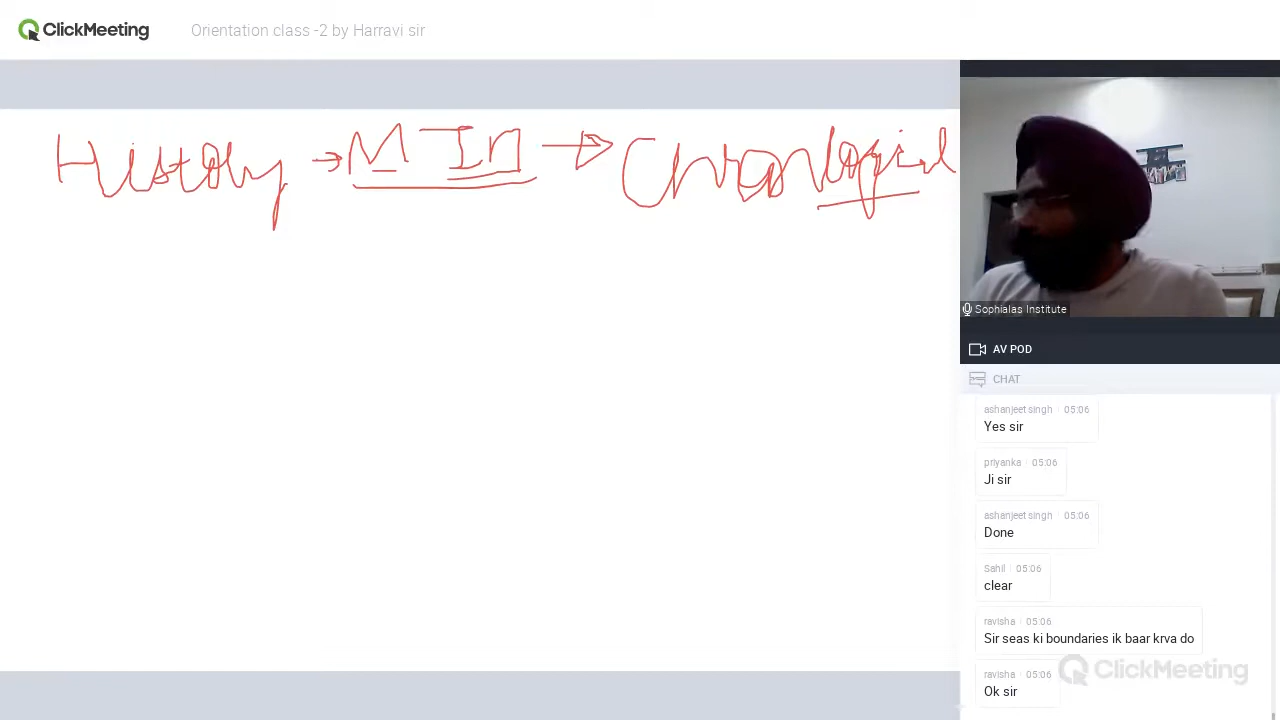 ClickMeeting
Orientation class -2 by Harravi sir
History → M In → Chronological
Sophialas Institute
AV POD
CHAT
ashanjeet singh 05:06
Yes sir
priyanka 05:06
Ji sir
ashanjeet singh 05:06
Done
Sahil 05:06
clear
ravisha 05:06
Sir seas ki boundaries ik baar krva do
ravisha 05:06
Ok sir
ClickMeeting